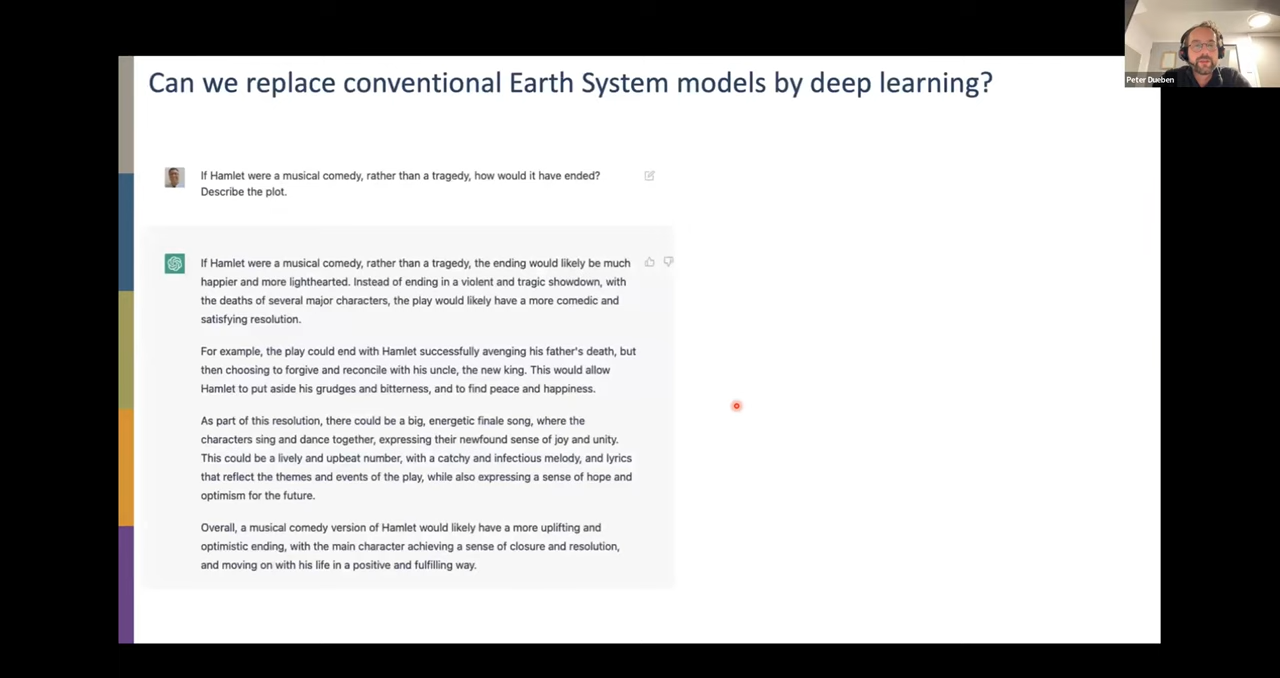 Peter Dueben
Can we replace conventional Earth System models by deep learning?
If Hamlet were a musical comedy, rather than a tragedy, how would it have ended?
Describe the plot.
If Hamlet were a musical comedy, rather than a tragedy, the ending would likely be much
happier and more lighthearted. Instead of ending in a violent and tragic showdown, with
the deaths of several major characters, the play would likely have a more comedic and
satisfying resolution.
For example, the play could end with Hamlet successfully avenging his father's death, but
then choosing to forgive and reconcile with his uncle, the new king. This would allow
Hamlet to put aside his grudges and bitterness, and to find peace and happiness.
As part of this resolution, there could be a big, energetic finale song, where the
characters sing and dance together, expressing their newfound sense of joy and unity.
This could be a lively and upbeat number, with a catchy and infectious melody, and lyrics
that reflect the themes and events of the play, while also expressing a sense of hope and
optimism for the future.
Overall, a musical comedy version of Hamlet would likely have a more uplifting and
optimistic ending, with the main character achieving a sense of closure and resolution,
and moving on with his life in a positive and fulfilling way.